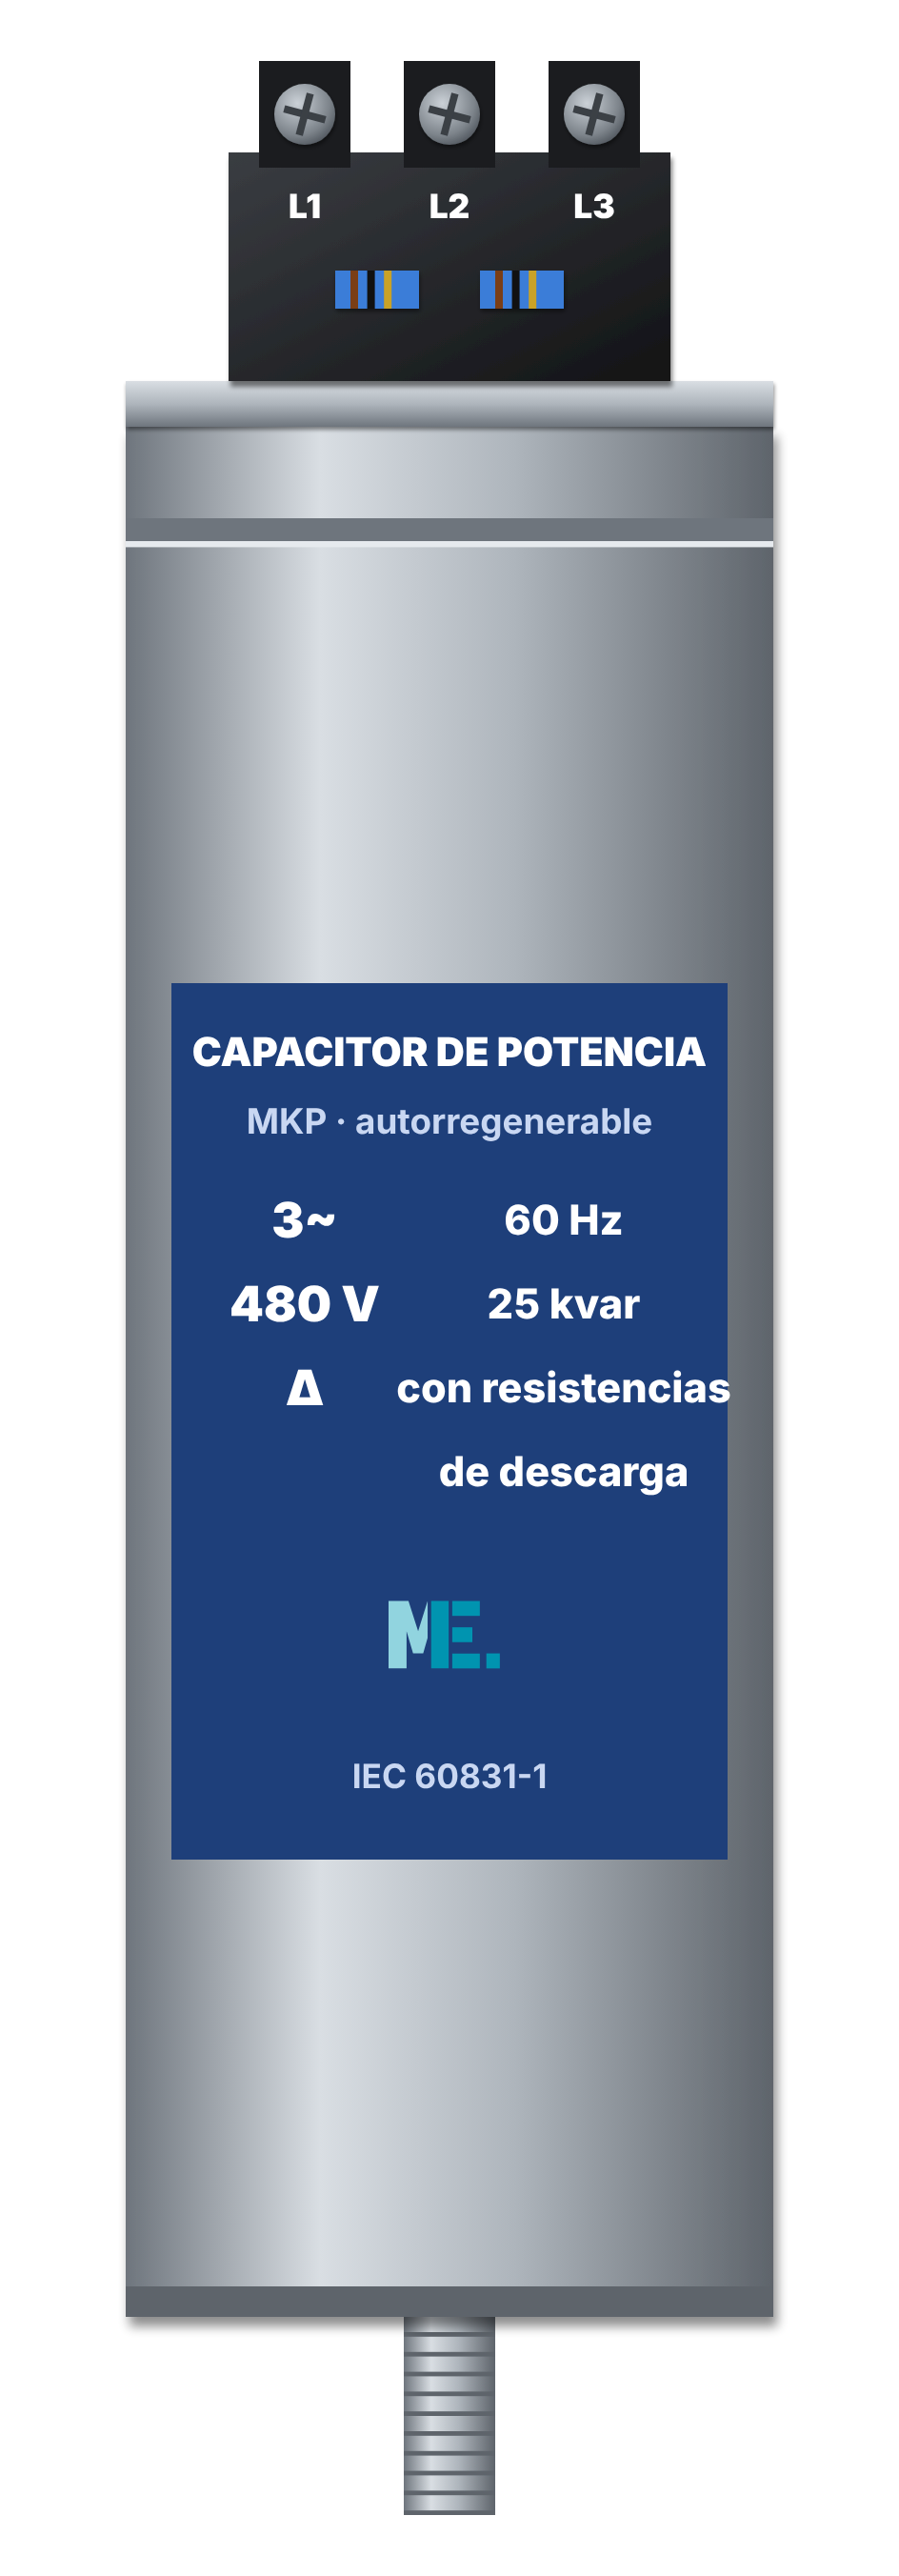 L1 L2 L3
CAPACITOR DE POTENCIA
MKP · autorregenerable
3~ 60 Hz
480 V 25 kvar
Δ con resistencias
de descarga
ME.
IEC 60831-1